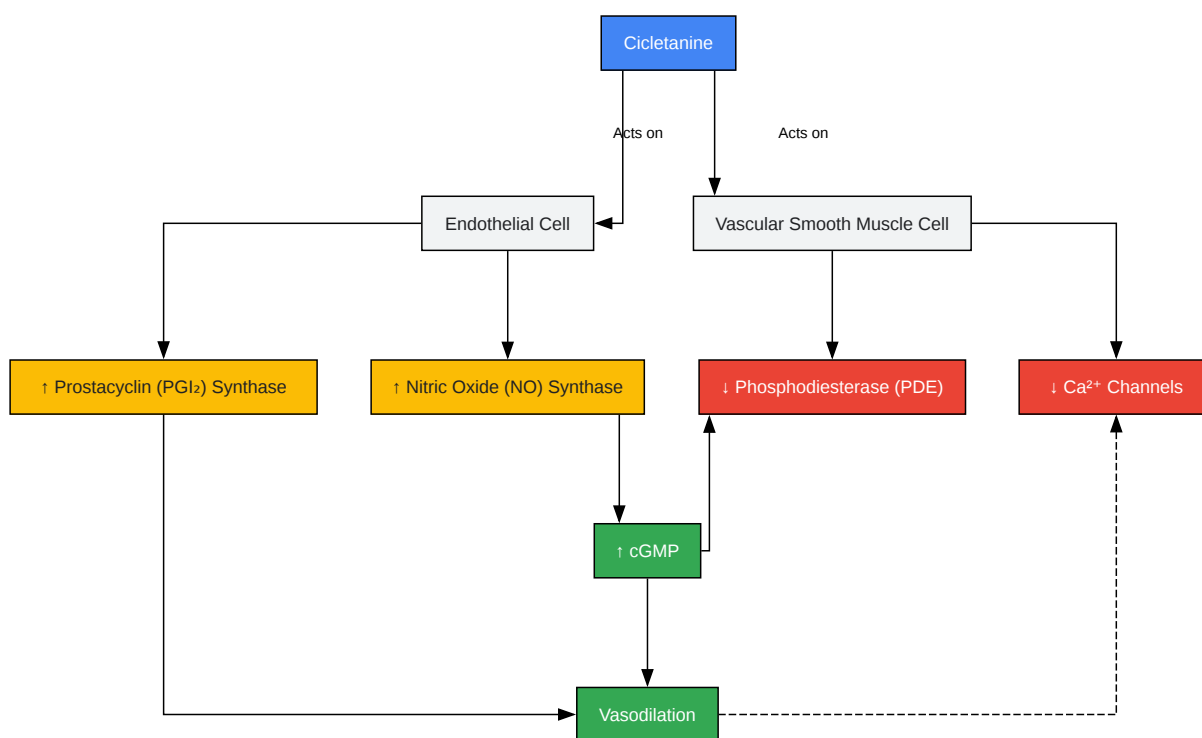 Cicletanine
Acts on
Acts on
Endothelial Cell
Vascular Smooth Muscle Cell
↑ Prostacyclin (PGI₂) Synthase
↑ Nitric Oxide (NO) Synthase
↓ Phosphodiesterase (PDE)
↓ Ca²⁺ Channels
↑ cGMP
Vasodilation